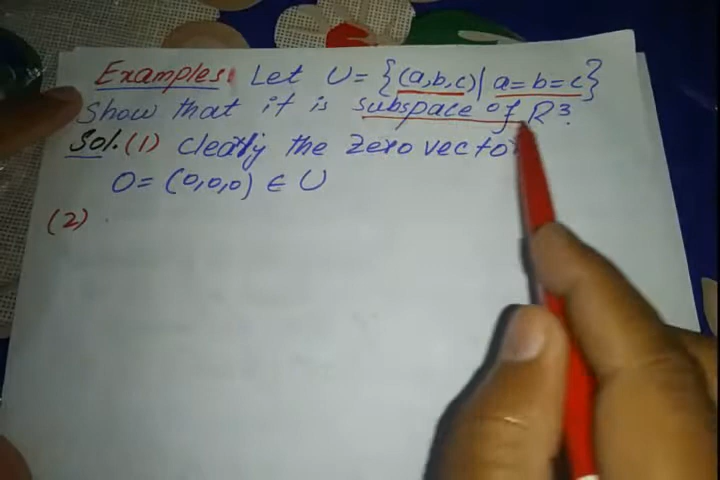 Examples: Let U = {(a,b,c) | a=b=c}
Show that it is subspace of R³.
Sol. (1) Clearly the Zero vector
0 = (0,0,0) ∈ U
(2)